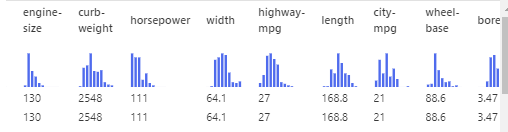 engine-size curb-weight horsepower width highway-mpg length city-mpg wheel-base bore
130 2548 111 64.1 27 168.8 21 88.6 3.47
130 2548 111 64.1 27 168.8 21 88.6 3.47